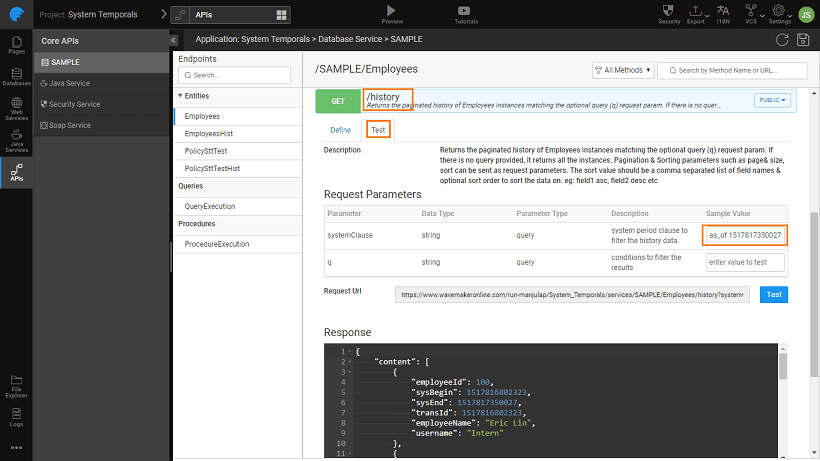 Project: System Temporals
APIs
Preview
Tutorials
Security
Export
I18N
VCS
Settings
JS
Pages
Databases
Web
Services
Java
Services
APIs
File
Explorer
Logs
Core APIs
SAMPLE
Java Service
Security Service
Soap Service
Application: System Temporals > Database Service > SAMPLE
Endpoints
Search...
Entities
Employees
EmployeesHist
PolicySttTest
PolicySttTestHist
Queries
QueryExecution
Procedures
ProcedureExecution
/SAMPLE/Employees
All Methods
Search by Method Name or URL...
GET
/history
Returns the paginated history of Employees instances matching the optional query (q) request param. If there is no quer...
PUBLIC
Define
Test
Description
Returns the paginated history of Employees instances matching the optional query (q) request param. If
there is no query provided, it returns all the instances. Pagination & Sorting parameters such as page& size,
sort can be sent as request parameters. The sort value should be a comma separated list of field names &
optional sort order to sort the data on. eg: field1 asc, field2 desc etc
Request Parameters
Parameter Data Type Parameter Type Description Sample Value
systemClause string query system period clause to
filter the history data.
as_of 1517817350027
q string query conditions to filter the
results
enter value to test
Request Url
https://www.wavemakeronline.com/run-manjulap/System_Temporals/services/SAMPLE/Employees/history?system
Test
Response
1 {
2 "content": [
3 {
4 "employeeId": 100,
5 "sysBegin": 1517816802323,
6 "sysEnd": 1517817350027,
7 "transId": 1517816802323,
8 "employeeName": "Eric Lin",
9 "username": "Intern"
10 },
11 {